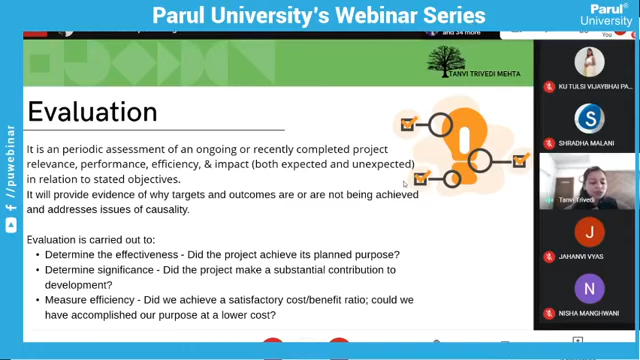 Parul University's Webinar Series
Parul®
University
and 34 more
You
TANVI TRIVEDI MEHTA
Evaluation
It is an periodic assessment of an ongoing or recently completed project
relevance, performance, efficiency, & impact (both expected and unexpected)
in relation to stated objectives.
It will provide evidence of why targets and outcomes are or are not being achieved
and addresses issues of causality.
Evaluation is carried out to:
• Determine the effectiveness - Did the project achieve its planned purpose?
• Determine significance - Did the project make a substantial contribution to
development?
• Measure efficiency - Did we achieve a satisfactory cost/benefit ratio; could we
have accomplished our purpose at a lower cost?
/puwebinar
KU TULSI VIJAYBHAI PA...
S
SHRADHA MALANI
Tanvi Trivedi
J
JAHANVI VYAS
N
NISHA MANGHWANI